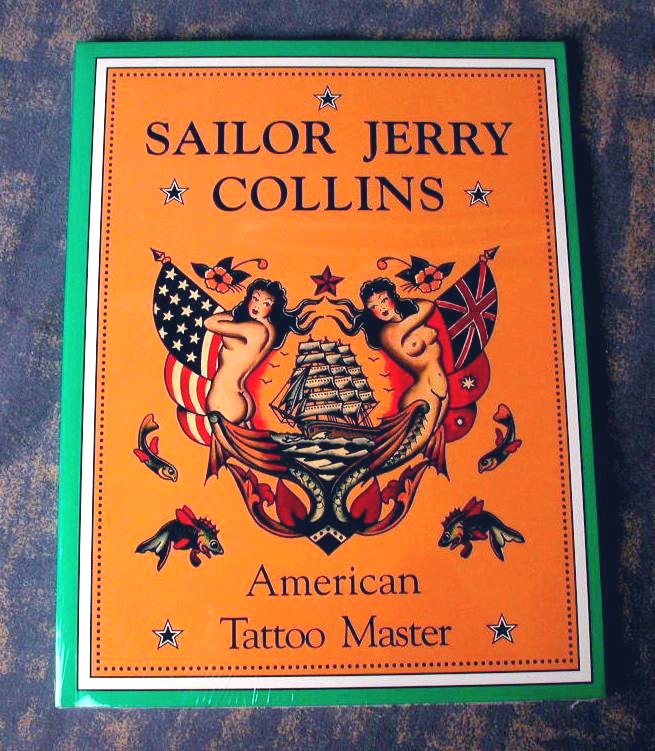 SAILOR JERRY
COLLINS
American
Tattoo Master